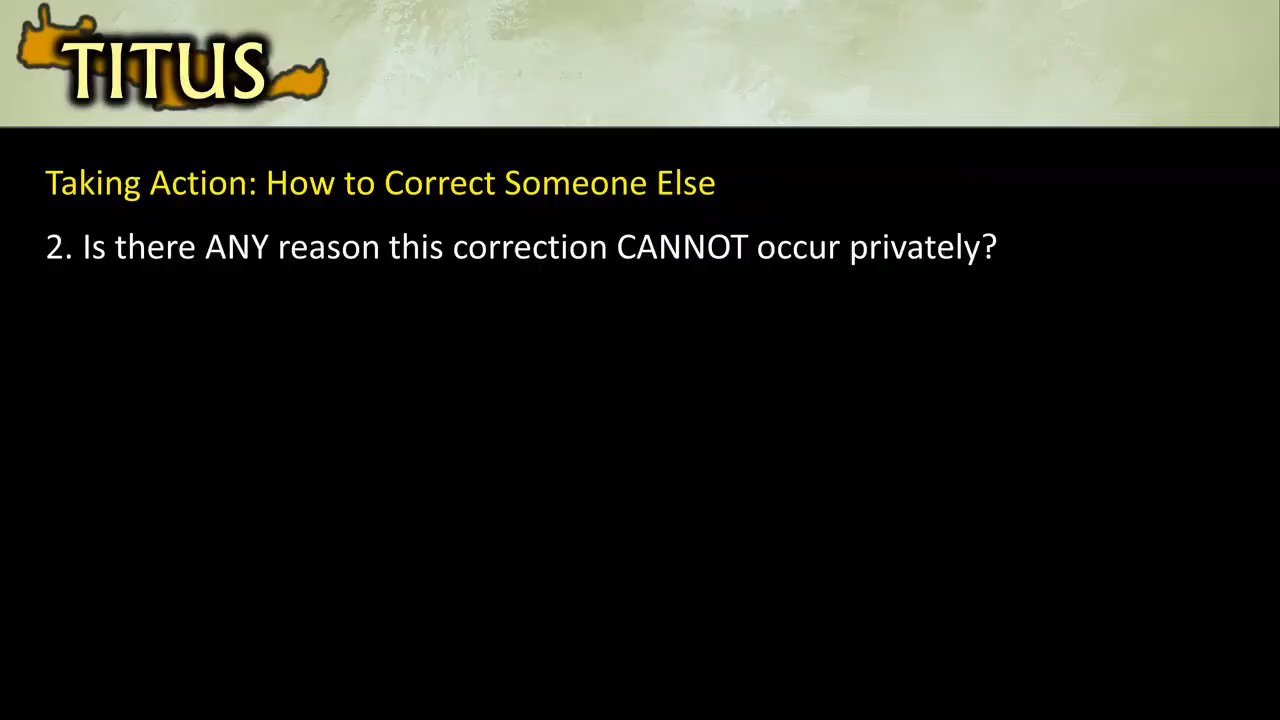 TITUS
Taking Action: How to Correct Someone Else
2. Is there ANY reason this correction CANNOT occur privately?